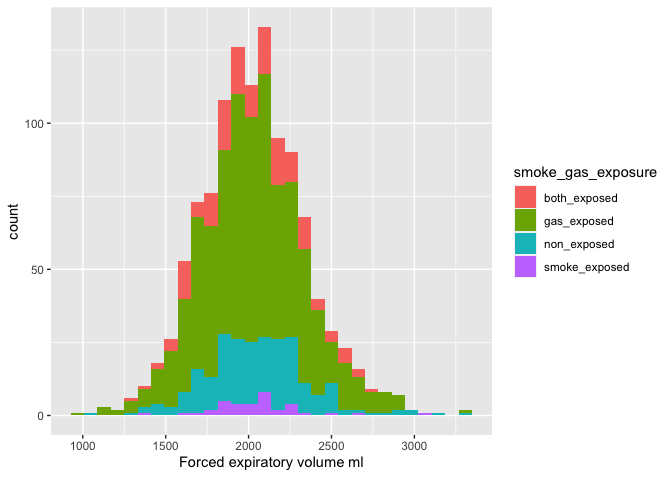 count
100
50
0
1000 1500 2000 2500 3000
Forced expiratory volume ml
smoke_gas_exposure
both_exposed
gas_exposed
non_exposed
smoke_exposed